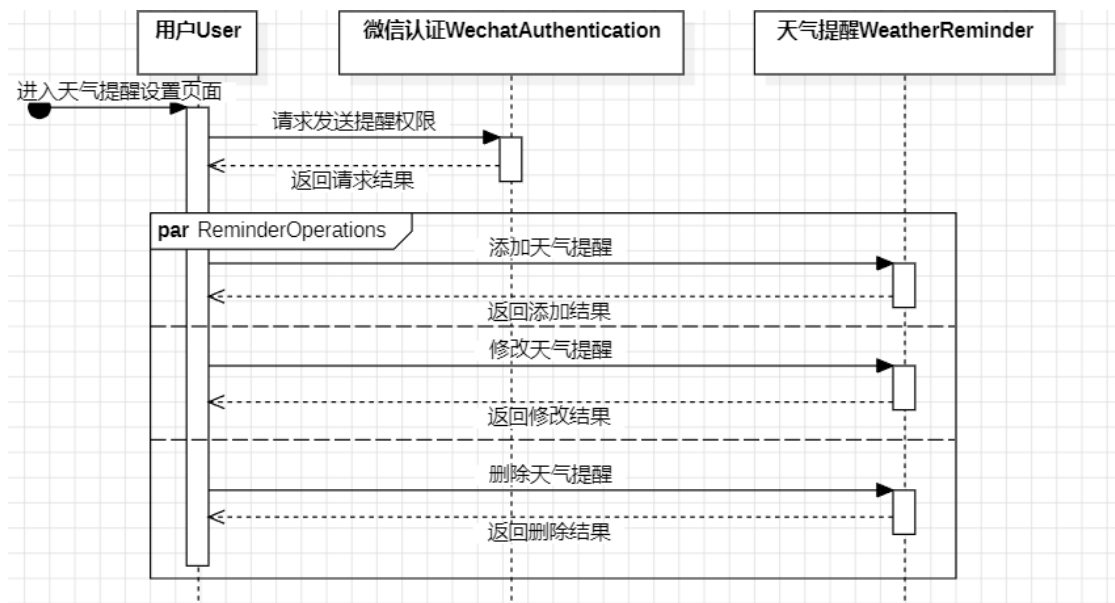 用户User
微信认证WechatAuthentication
天气提醒WeatherReminder
进入天气提醒设置页面
请求发送提醒权限
返回请求结果
par ReminderOperations
添加天气提醒
返回添加结果
修改天气提醒
返回修改结果
删除天气提醒
返回删除结果